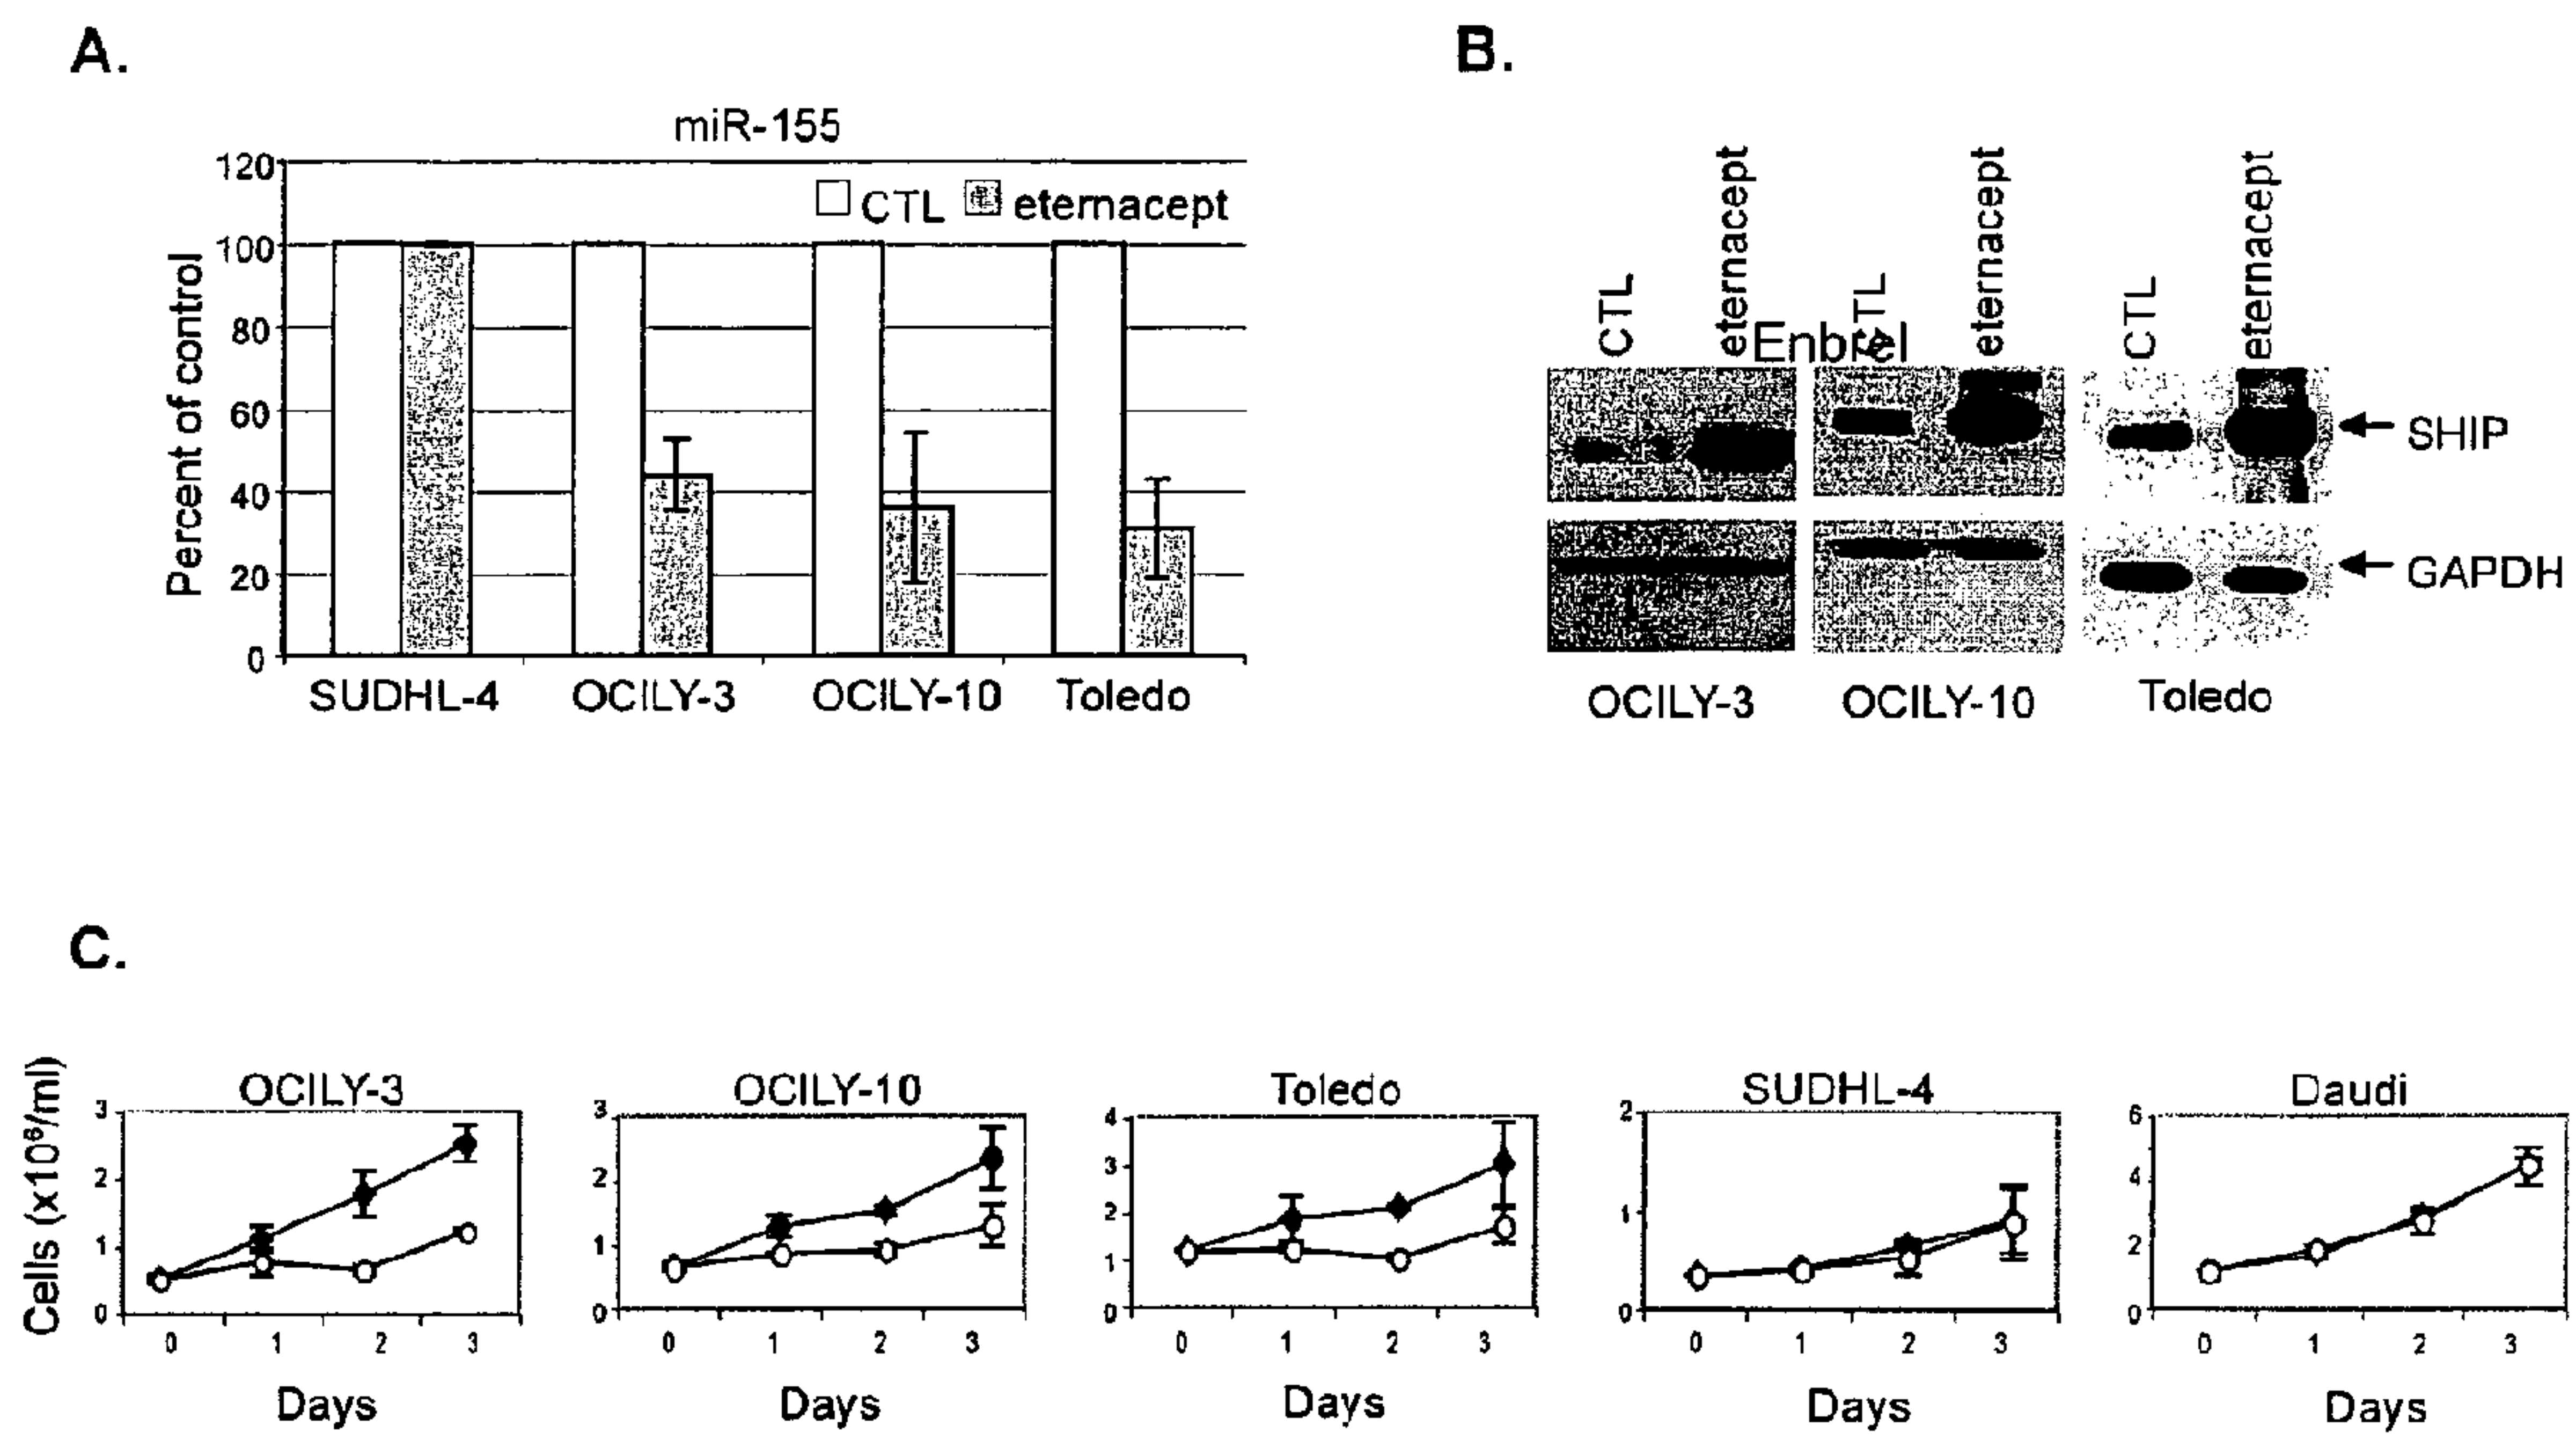 A.
miR-155
120
100
80
60
40
20
0
Percent of control
CTL eternacept
SUDHL-4 OCILY-3 OCILY-10 Toledo
B.
CTL eternacept CTL eternacept CTL eternacept
Enbrel
SHIP
GAPDH
OCILY-3 OCILY-10 Toledo
C.
Cells (x10⁶/ml)
OCILY-3
3
2
1
0
0 1 2 3
Days
OCILY-10
3
2
1
0
0 1 2 3
Days
Toledo
4
3
2
1
0
0 1 2 3
Days
SUDHL-4
2
1
0
0 1 2 3
Days
Daudi
6
4
2
0
0 1 2 3
Days